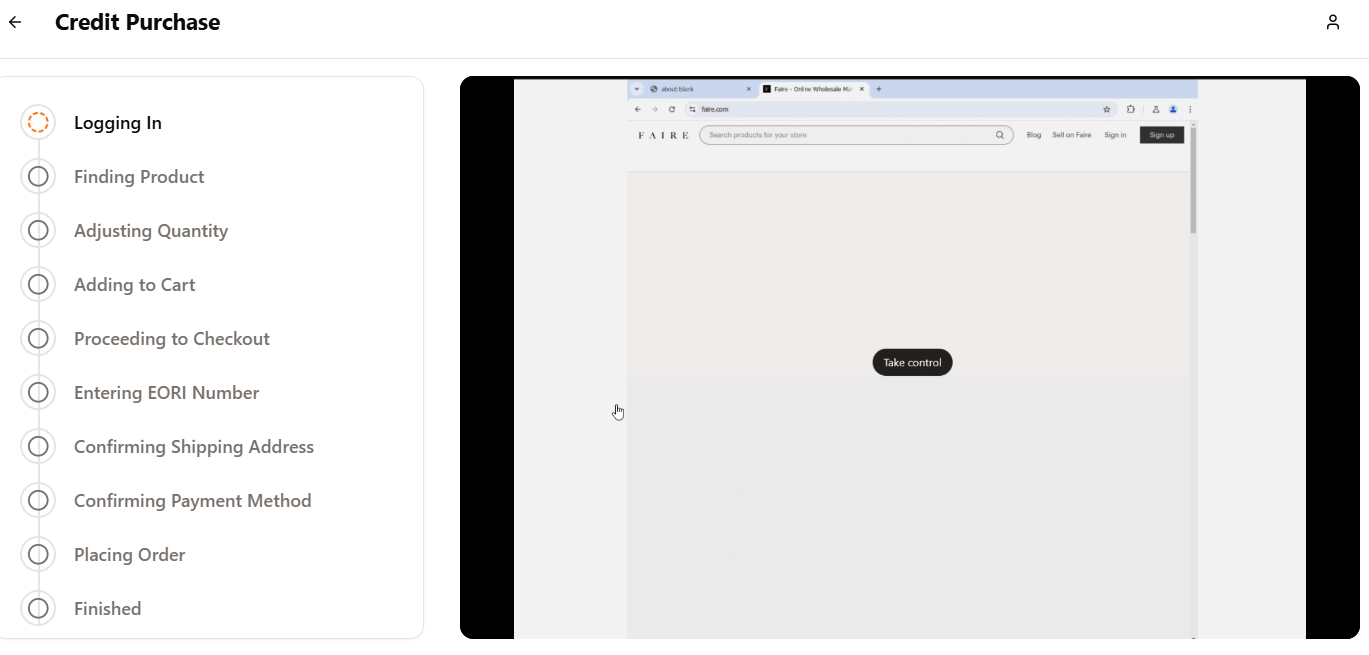 Credit Purchase
Logging In
Finding Product
Adjusting Quantity
Adding to Cart
Proceeding to Checkout
Entering EORI Number
Confirming Shipping Address
Confirming Payment Method
Placing Order
Finished
about:blank
Faire - Online Wholesale Ma
faire.com
FAIRE
Search products for your store
Blog
Sell on Faire
Sign in
Sign up
Take control